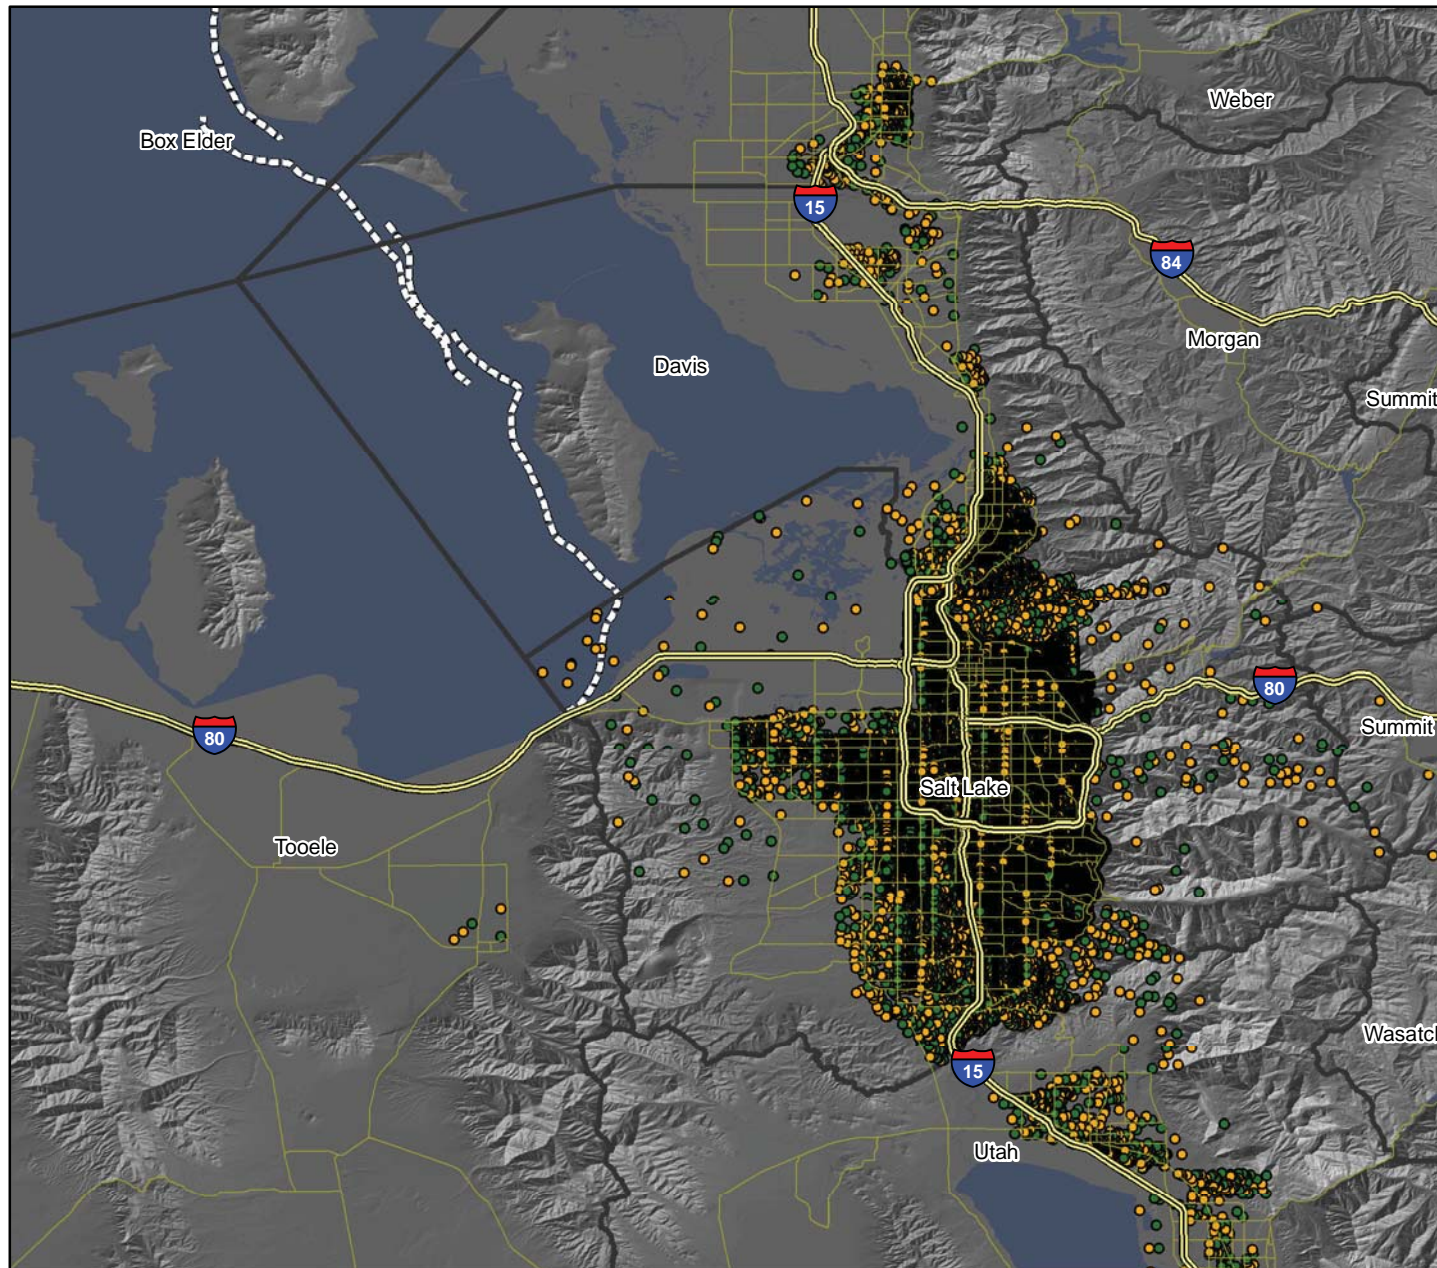 Weber
Box Elder
15
84
Morgan
Davis
Summit
80
Summit
80
Salt Lake
Tooele
Wasatch
15
Utah